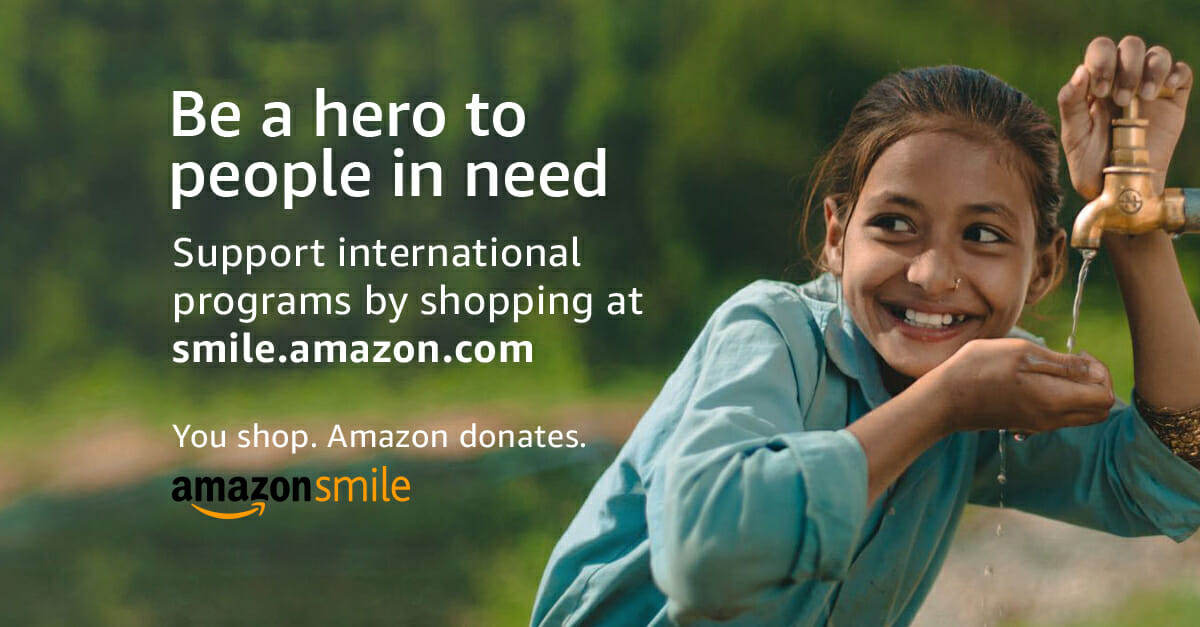 Be a hero to
people in need
Support international
programs by shopping at
smile.amazon.com
You shop. Amazon donates.
amazonsmile